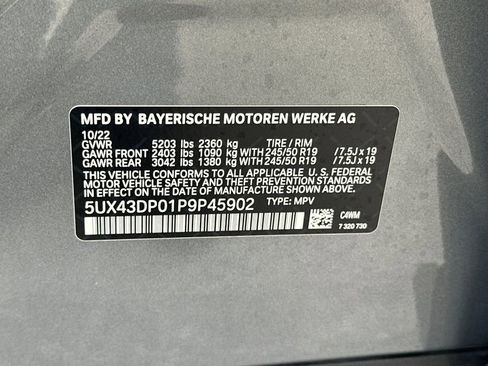 MFD BY BAYERISCHE MOTOREN WERKE AG
10/22
GVWR 5203 lbs 2360 kg TIRE / RIM
GAWR FRONT 2403 lbs 1090 kg WITH 245/50 R19 /7.5J x 19
GAWR REAR 3042 lbs 1380 kg WITH 245/50 R19 /7.5J x 19
THIS VEHICLE CONFORMS TO ALL APPLICABLE U. S. FEDERAL
MOTOR VEHICLE SAFETY STANDARDS IN EFFECT ON THE
DATE OF MANUFACTURE SHOWN ABOVE.
5UX43DP01P9P45902 TYPE: MPV
C4WM
7 320 730